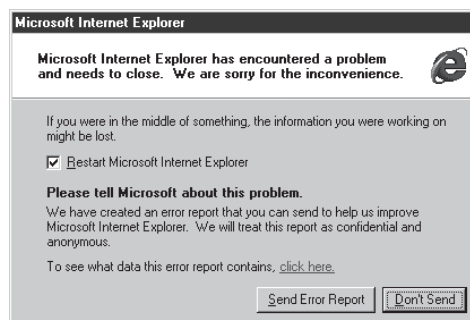 Microsoft Internet Explorer
Microsoft Internet Explorer has encountered a problem
and needs to close. We are sorry for the inconvenience.
If you were in the middle of something, the information you were working on
might be lost.
Restart Microsoft Internet Explorer
Please tell Microsoft about this problem.
We have created an error report that you can send to help us improve
Microsoft Internet Explorer. We will treat this report as confidential and
anonymous.
To see what data this error report contains, click here.
Send Error Report Don't Send